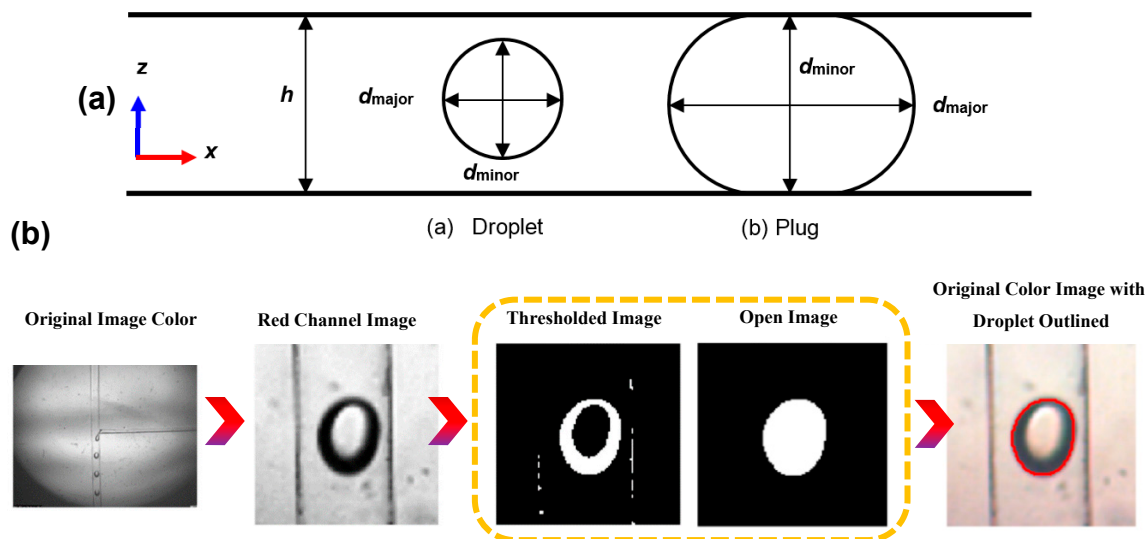 (a)
z
x
h
dmajor
dminor
dminor
dmajor
(a) Droplet
(b) Plug
(b)
Original Image Color
Red Channel Image
Thresholded Image
Open Image
Original Color Image with
Droplet Outlined